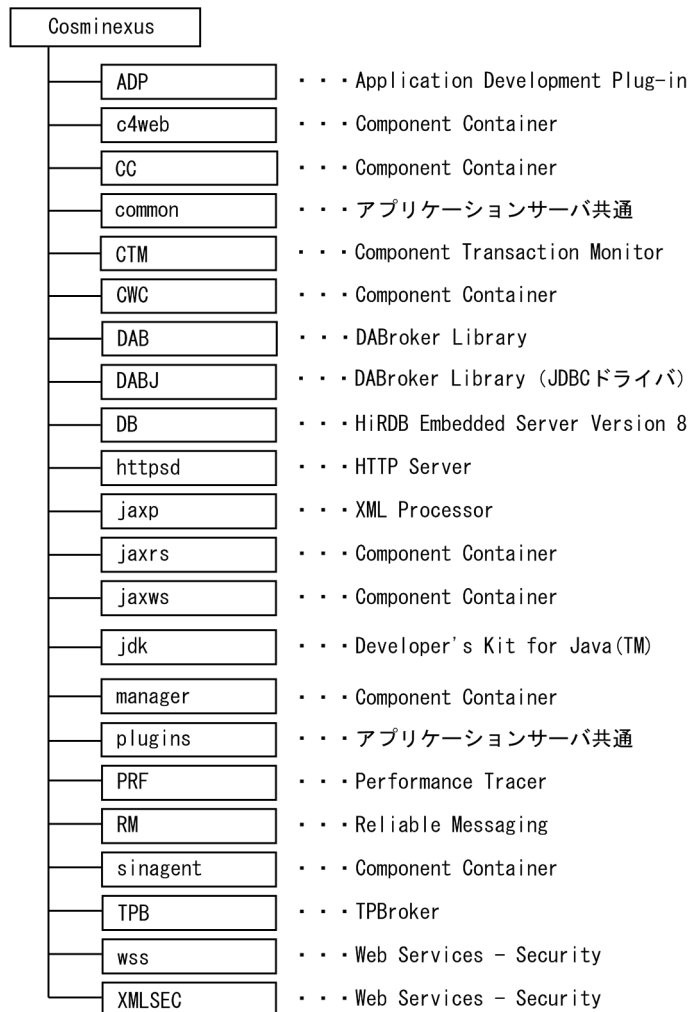 Cosminexus
ADP ・・・Application Development Plug-in
c4web ・・・Component Container
CC ・・・Component Container
common ・・・アプリケーションサーバ共通
CTM ・・・Component Transaction Monitor
CWC ・・・Component Container
DAB ・・・DABroker Library
DABJ ・・・DABroker Library（JDBCドライバ）
DB ・・・HiRDB Embedded Server Version 8
httpsd ・・・HTTP Server
jaxp ・・・XML Processor
jaxrs ・・・Component Container
jaxws ・・・Component Container
jdk ・・・Developer's Kit for Java(TM)
manager ・・・Component Container
plugins ・・・アプリケーションサーバ共通
PRF ・・・Performance Tracer
RM ・・・Reliable Messaging
sinagent ・・・Component Container
TPB ・・・TPBroker
wss ・・・Web Services - Security
XMLSEC ・・・Web Services - Security